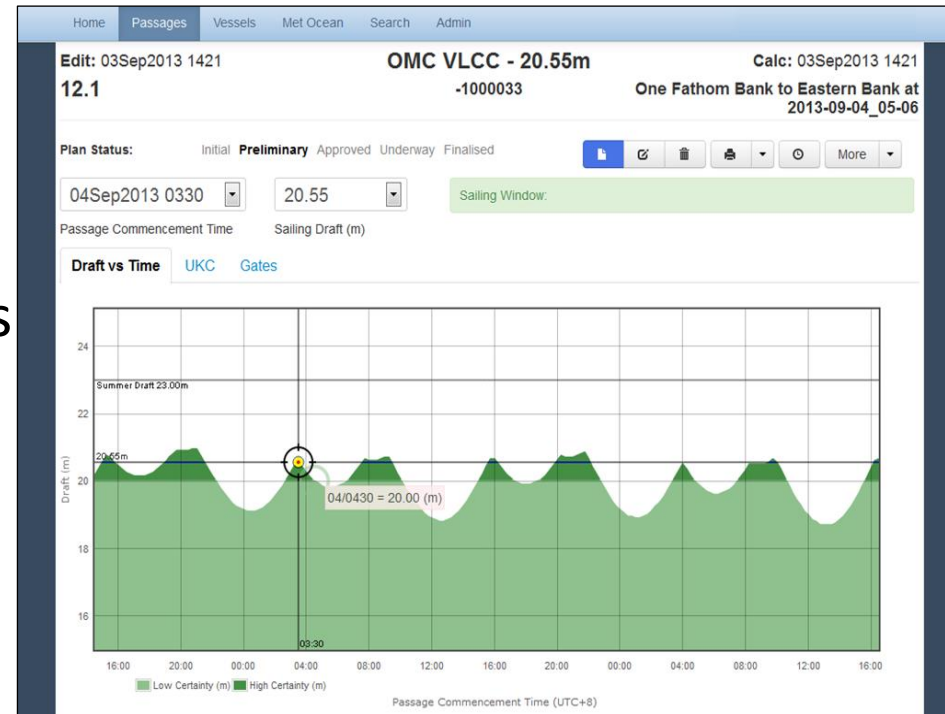 Home Passages Vessels Met Ocean Search Admin
Edit: 03Sep2013 1421 OMC VLCC - 20.55m Calc: 03Sep2013 1421
12.1 -1000033 One Fathom Bank to Eastern Bank at
2013-09-04_05-06
Plan Status: Initial Preliminary Approved Underway Finalised More
04Sep2013 0330 20.55 Sailing Window:
Passage Commencement Time Sailing Draft (m)
Draft vs Time UKC Gates
s
24
Summer Draft 23.00m
22
20.55m
Draft (m)
20
04/0430 = 20.00 (m)
18
16
03:30
16:00 20:00 00:00 04:00 08:00 12:00 16:00 20:00 00:00 04:00 08:00 12:00 16:00
Low Certainty (m) High Certainty (m)
Passage Commencement Time (UTC+8)